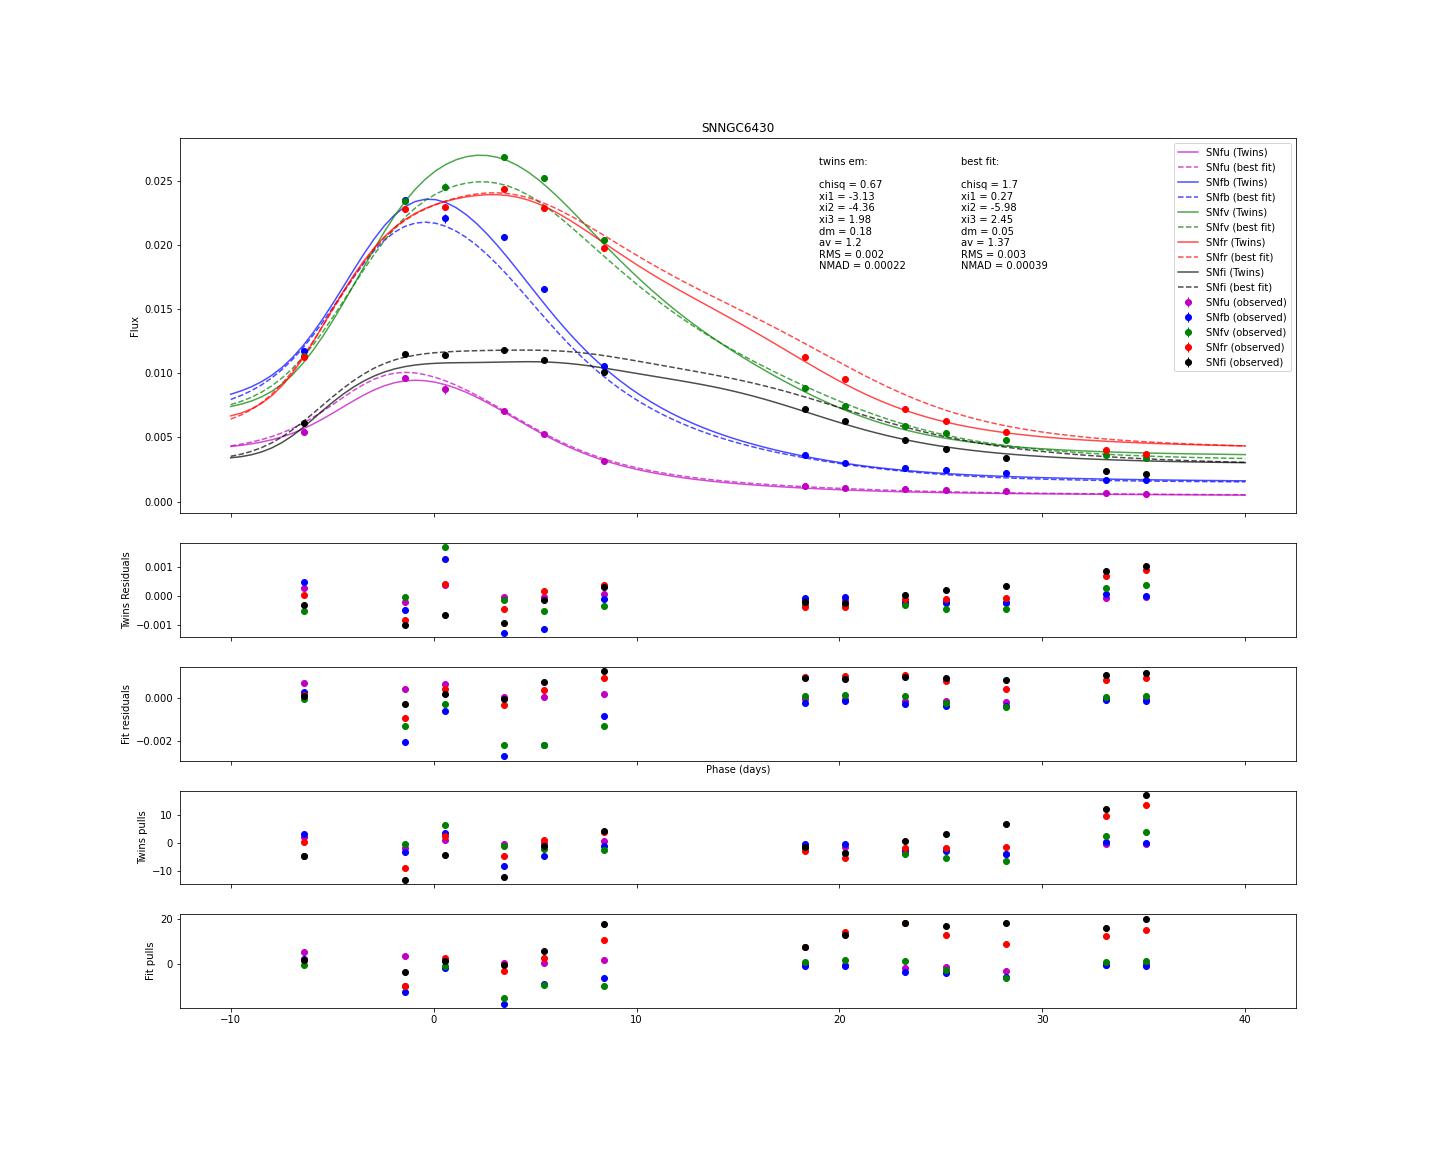 SNNGC6430
Flux
0.025
0.020
0.015
0.010
0.005
0.000
twins em:
chisq = 0.67
xi1 = -3.13
xi2 = -4.36
xi3 = 1.98
dm = 0.18
av = 1.2
RMS = 0.002
NMAD = 0.00022
best fit:
chisq = 1.7
xi1 = 0.27
xi2 = -5.98
xi3 = 2.45
dm = 0.05
av = 1.37
RMS = 0.003
NMAD = 0.00039
SNfu (Twins)
SNfu (best fit)
SNfb (Twins)
SNfb (best fit)
SNfv (Twins)
SNfv (best fit)
SNfr (Twins)
SNfr (best fit)
SNfi (Twins)
SNfi (best fit)
SNfu (observed)
SNfb (observed)
SNfv (observed)
SNfr (observed)
SNfi (observed)
Twins Residuals
0.001
0.000
−0.001
Fit residuals
0.000
−0.002
Phase (days)
Twins pulls
10
0
−10
Fit pulls
20
0
−10 0 10 20 30 40